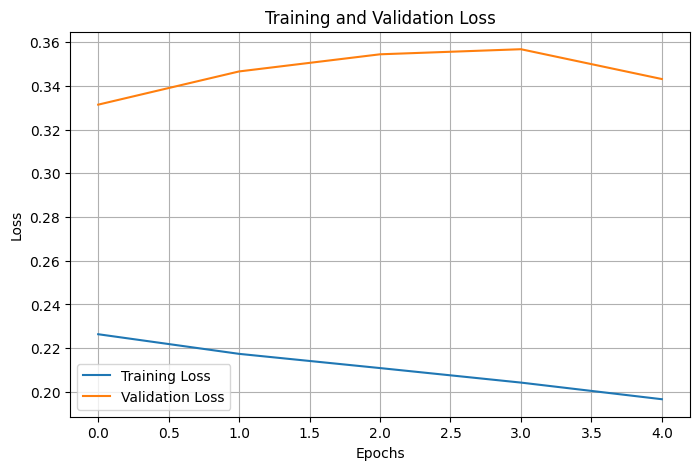 Training and Validation Loss
Loss
0.36
0.34
0.32
0.30
0.28
0.26
0.24
0.22
0.20
Training Loss
Validation Loss
0.0 0.5 1.0 1.5 2.0 2.5 3.0 3.5 4.0
Epochs